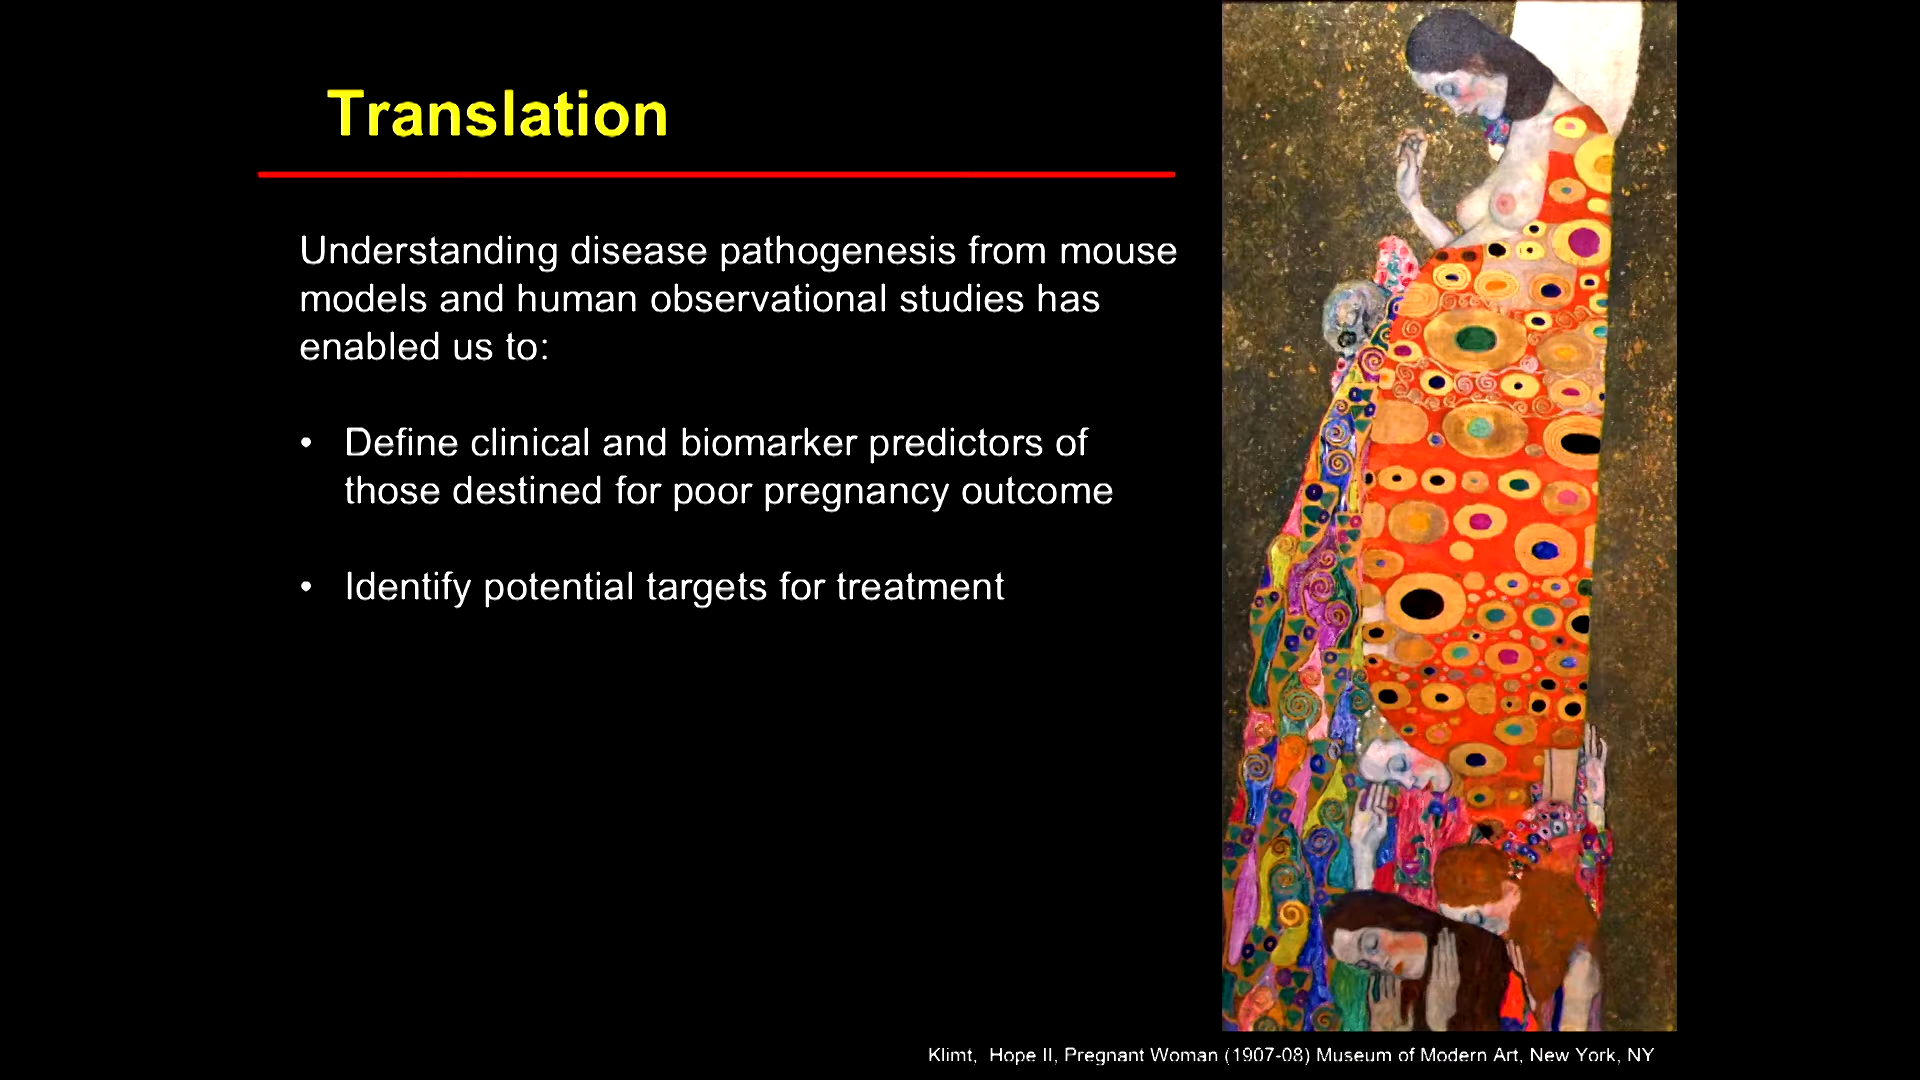 Translation
Understanding disease pathogenesis from mouse
models and human observational studies has
enabled us to:
• Define clinical and biomarker predictors of
those destined for poor pregnancy outcome
• Identify potential targets for treatment
Klimt, Hope II, Pregnant Woman (1907-08) Museum of Modern Art, New York, NY